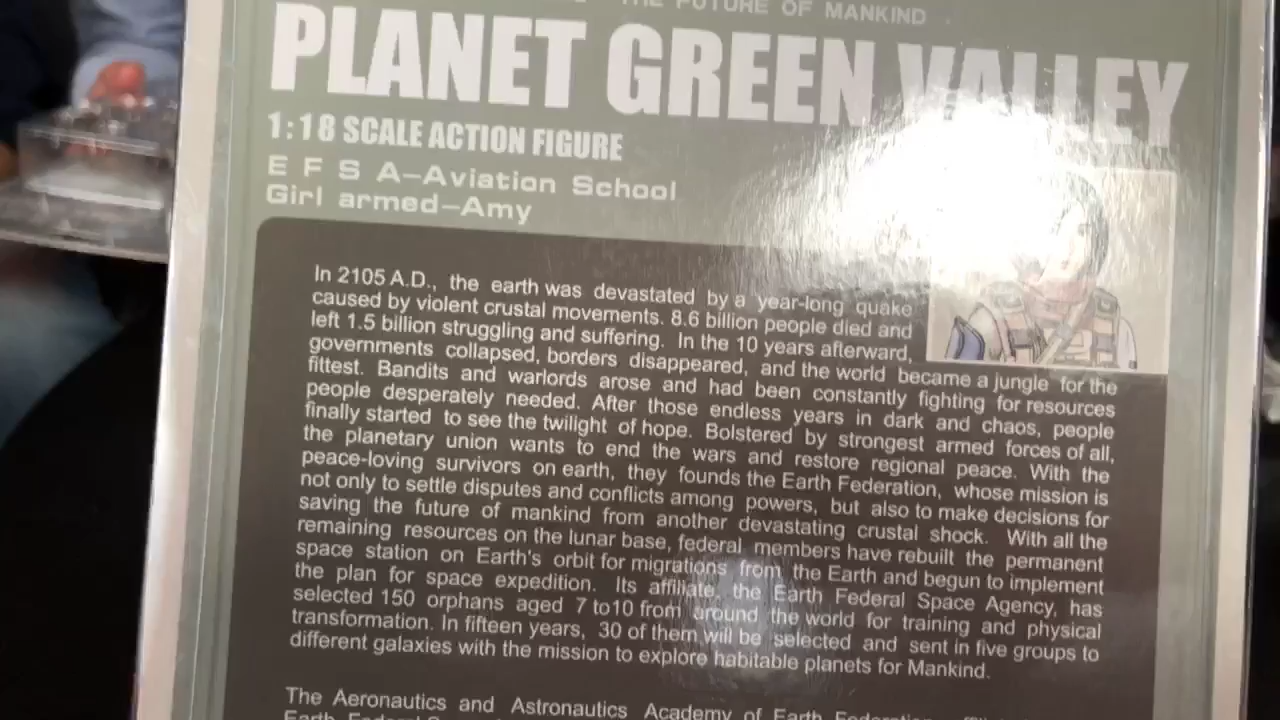 THE FUTURE OF MANKIND
PLANET GREEN VALLEY
1:18 SCALE ACTION FIGURE
E F S A–Aviation School
Girl armed–Amy
In 2105 A.D., the earth was devastated by a year-long quake
caused by violent crustal movements. 8.6 billion people died and
left 1.5 billion struggling and suffering. In the 10 years afterward,
governments collapsed, borders disappeared, and the world became a jungle for the
fittest. Bandits and warlords arose and had been constantly fighting for resources
people desperately needed. After those endless years in dark and chaos, people
finally started to see the twilight of hope. Bolstered by strongest armed forces of all,
the planetary union wants to end the wars and restore regional peace. With the
peace-loving survivors on earth, they founds the Earth Federation, whose mission is
not only to settle disputes and conflicts among powers, but also to make decisions for
saving the future of mankind from another devastating crustal shock. With all the
remaining resources on the lunar base, federal members have rebuilt the permanent
space station on Earth's orbit for migrations from the Earth and begun to implement
the plan for space expedition. Its affiliate, the Earth Federal Space Agency, has
selected 150 orphans aged 7 to10 from around the world for training and physical
transformation. In fifteen years, 30 of them will be selected and sent in five groups to
different galaxies with the mission to explore habitable planets for Mankind.
The Aeronautics and Astronautics Academy of Earth Federation,
Earth Federal